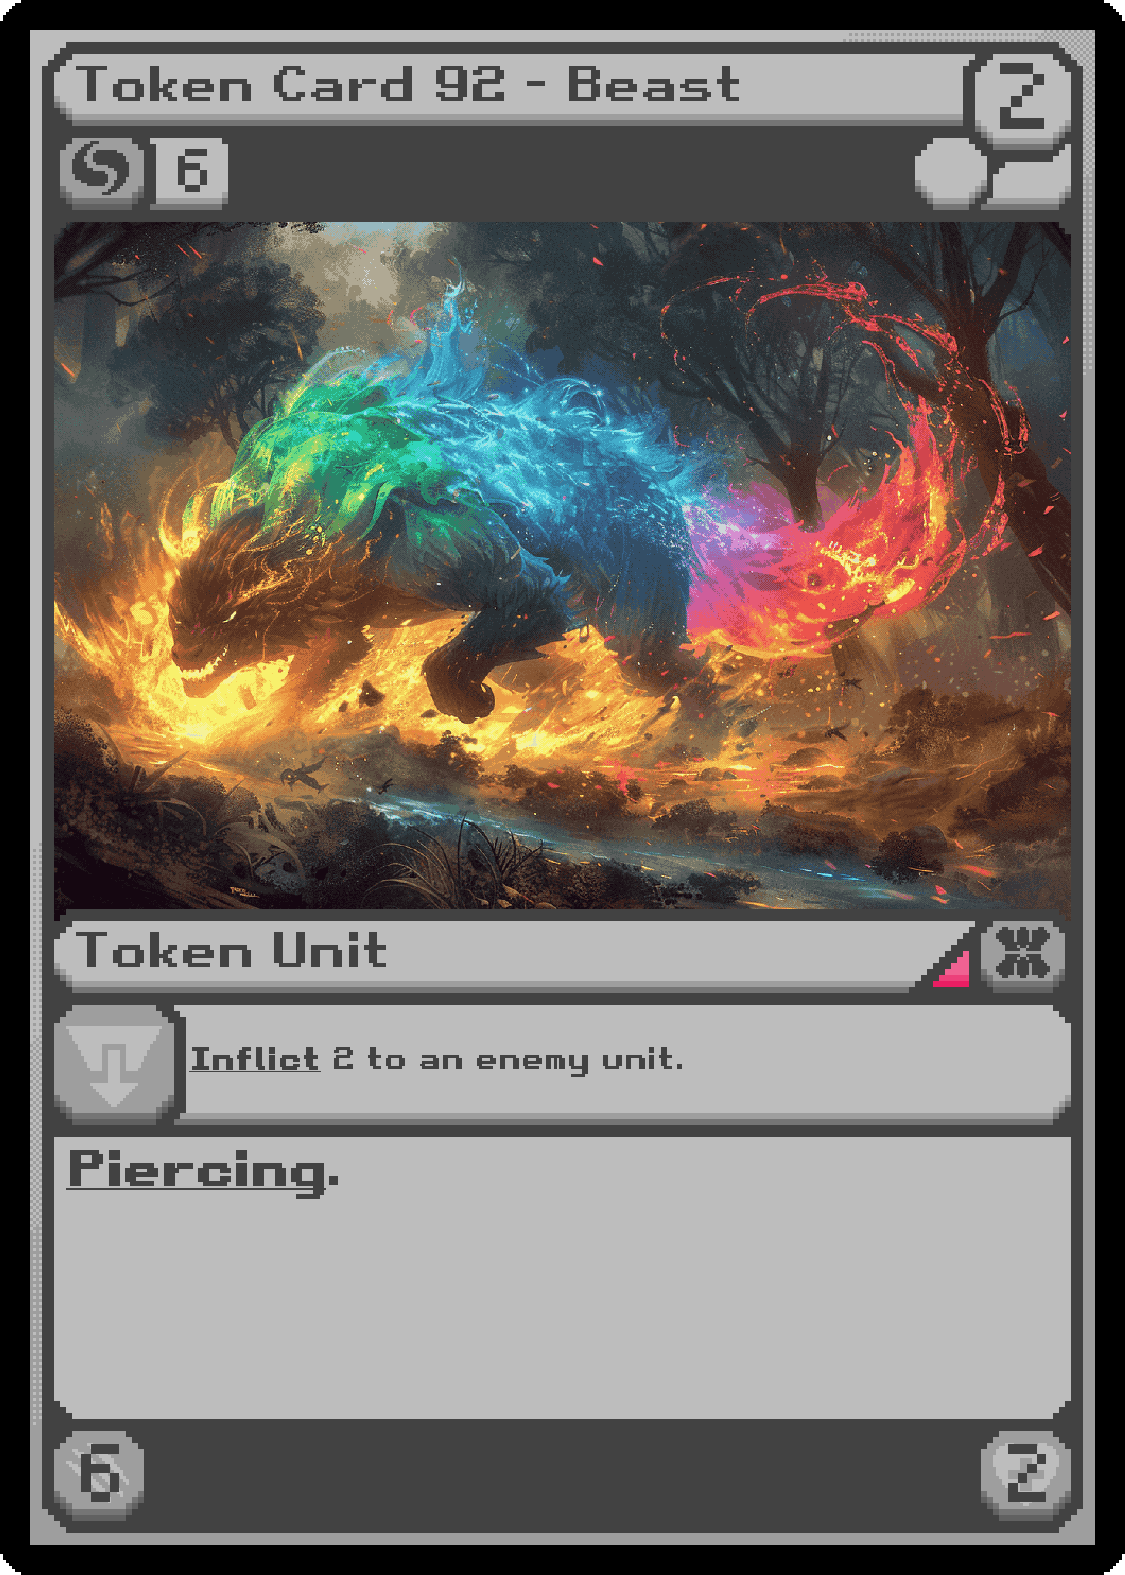 Token Card 92 - Beast
2
6
Token Unit
Inflict 2 to an enemy unit.
Piercing.
6
2